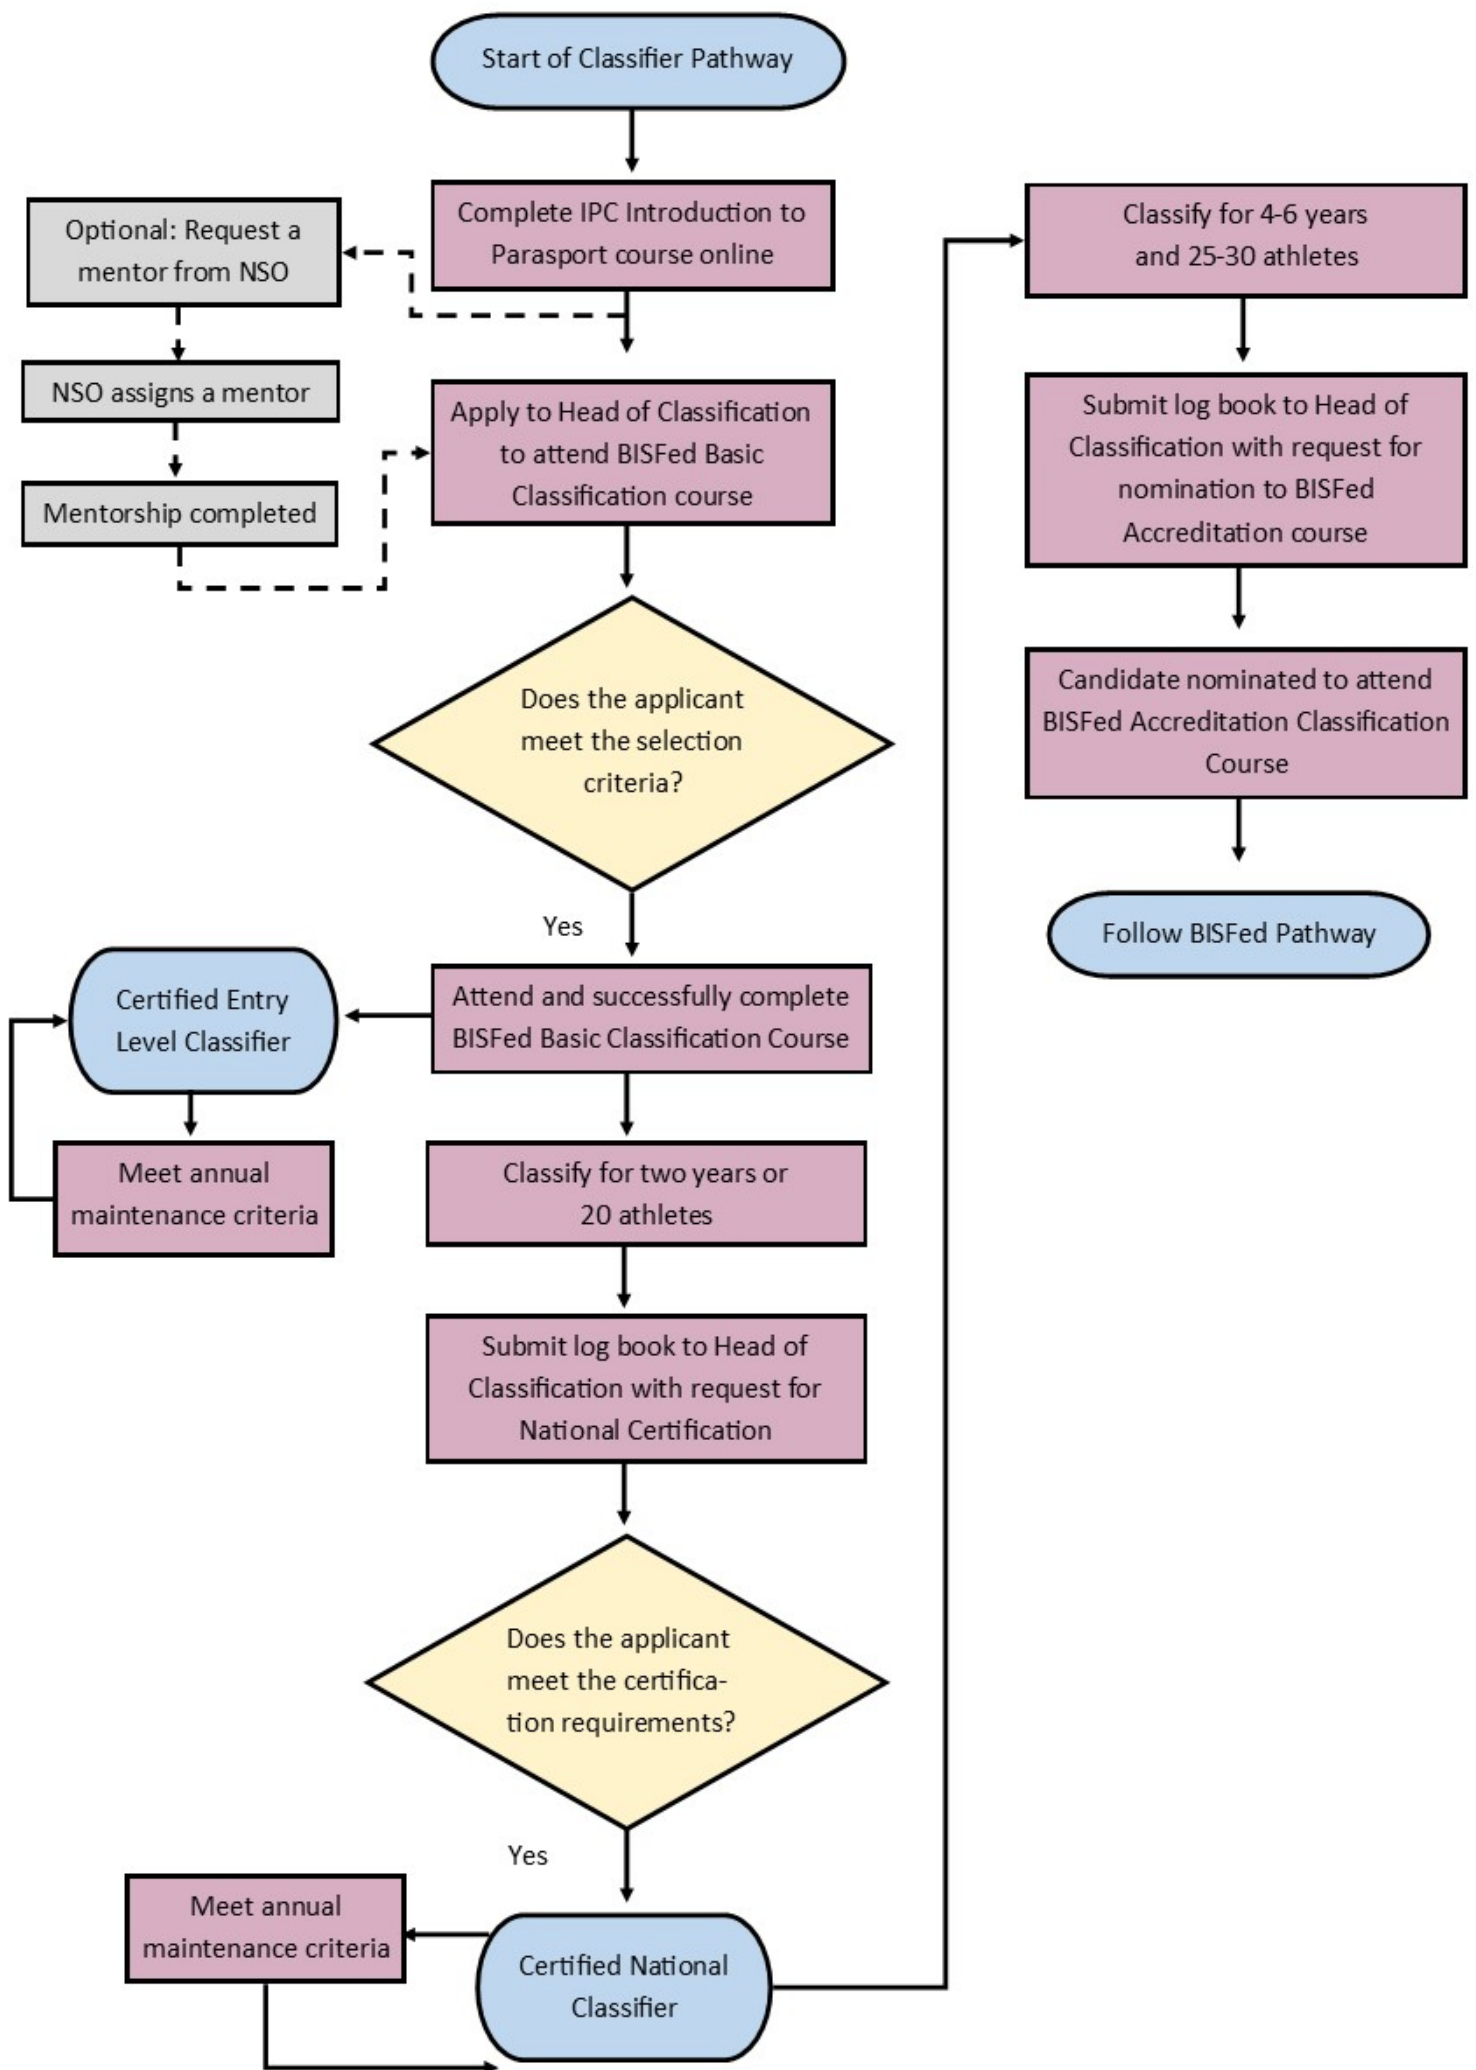 Start of Classifier Pathway
Complete IPC Introduction to
Parasport course online
Optional: Request a
mentor from NSO
NSO assigns a mentor
Mentorship completed
Apply to Head of Classification
to attend BISFed Basic
Classification course
Does the applicant
meet the selection
criteria?
Yes
Attend and successfully complete
BISFed Basic Classification Course
Certified Entry
Level Classifier
Meet annual
maintenance criteria
Classify for two years or
20 athletes
Submit log book to Head of
Classification with request for
National Certification
Does the applicant
meet the certifica-
tion requirements?
Yes
Meet annual
maintenance criteria
Certified National
Classifier
Classify for 4-6 years
and 25-30 athletes
Submit log book to Head of
Classification with request for
nomination to BISFed
Accreditation course
Candidate nominated to attend
BISFed Accreditation Classification
Course
Follow BISFed Pathway